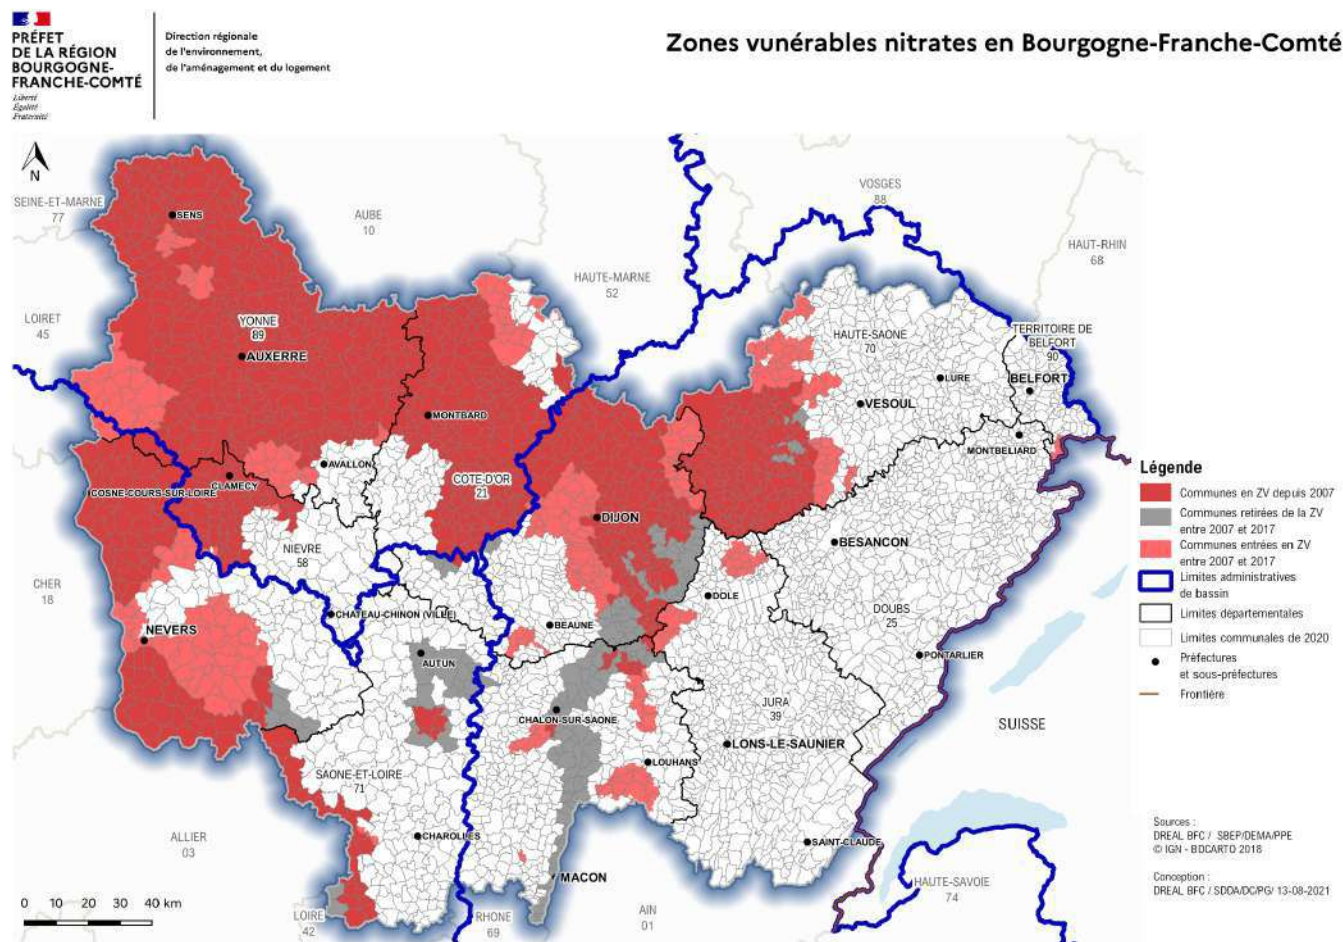 PRÉFET
DE LA RÉGION
BOURGOGNE-
FRANCHE-COMTÉ
Liberté
Égalité
Fraternité
Direction régionale
de l'environnement,
de l'aménagement et du logement
Zones vunérables nitrates en Bourgogne-Franche-Comté
N
SEINE-ET-MARNE
77
SENS
AUBE
10
VOSGES
88
HAUT-RHIN
68
HAUTE-MARNE
52
LOIRET
45
YONNE
89
AUXERRE
HAUTE-SAONE
70
TERRITOIRE DE
BELFORT
90
BELFORT
LURE
VESOUL
MONTBARD
MONTBELIARD
AVALLON
CLAMECY
COSNE-COURS-SUR-LOIRE
COTE-D'OR
21
DIJON
BESANCON
NIEVRE
58
CHER
18
DOLE
DOUBS
25
CHATEAU-CHINON (VILLE)
BEAUNE
NEVERS
AUTUN
PONTARLIER
JURA
39
CHALON-SUR-SAONE
SUISSE
LONS-LE-SAUNIER
LOUHANS
SAONE-ET-LOIRE
71
ALLIER
03
CHAROLLES
SAINT-CLAUDE
MACON
HAUTE-SAVOIE
74
LOIRE
42
RHONE
69
AIN
01
0 10 20 30 40 km
Légende
Communes en ZV depuis 2007
Communes retirées de la ZV
entre 2007 et 2017
Communes entrées en ZV
entre 2007 et 2017
Limites administratives
de bassin
Limites départementales
Limites communales de 2020
Préfectures
et sous-préfectures
Frontière
Sources :
DREAL BFC / SBEP/DEMA/PPE
© IGN - BDCARTO 2018
Conception :
DREAL BFC / SDDA/DC/PG/ 13-08-2021